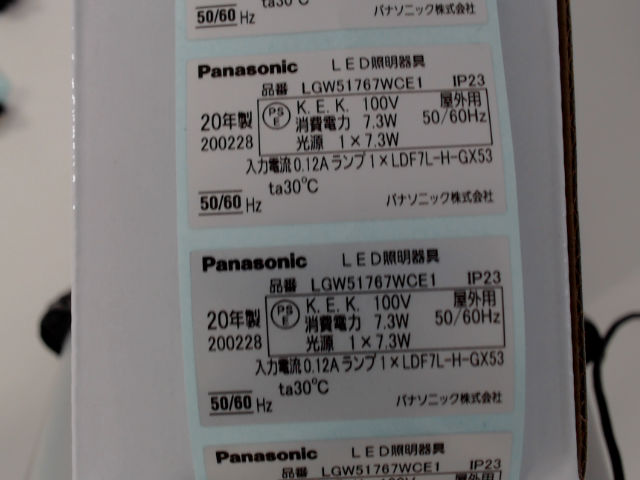 50/60 Hz ta30℃ パナソニック株式会社
Panasonic LED照明器具
品番 LGW51767WCE1 IP23
PSE K.E.K. 100V 屋外用
20年製 消費電力 7.3W 50/60Hz
200228 光源 1×7.3W
入力電流0.12A ランプ1×LDF7L-H-GX53
ta30℃
50/60 Hz パナソニック株式会社
Panasonic LED照明器具
品番 LGW51767WCE1 IP23
PSE K.E.K. 100V 屋外用
20年製 消費電力 7.3W 50/60Hz
200228 光源 1×7.3W
入力電流0.12A ランプ1×LDF7L-H-GX53
ta30℃
50/60 Hz パナソニック株式会社
Panasonic LED照明器具
品番 LGW51767WCE1 IP23